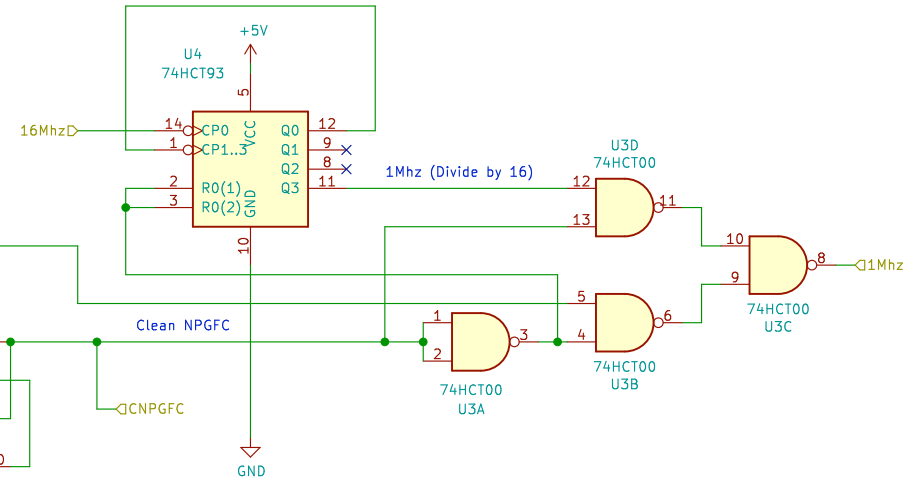 +5V
U4
74HCT93
5
16Mhz
14
CP0
VCC
Q0
12
1
CP1..3
Q1
9
Q2
8
2
R0(1)
Q3
11
3
R0(2)
GND
10
1Mhz (Divide by 16)
U3D
74HCT00
12
13
11
10
9
8
1Mhz
74HCT00
U3C
Clean NPGFC
1
2
3
74HCT00
U3A
5
4
6
74HCT00
U3B
CNPGFC
GND